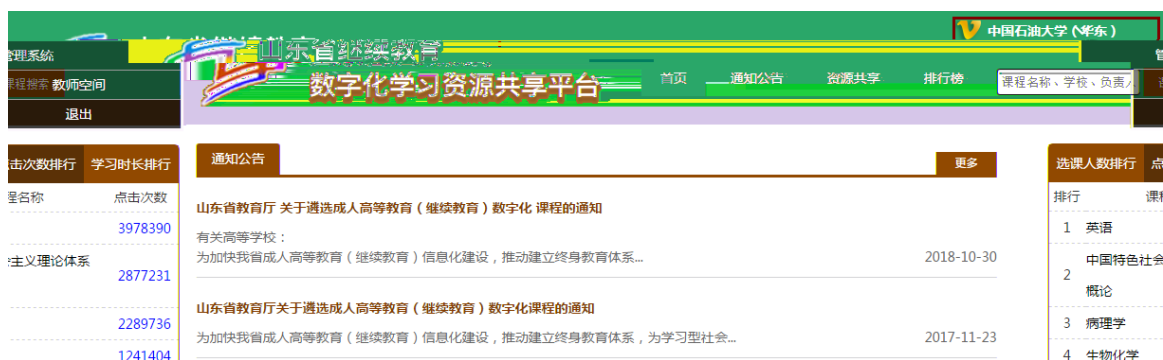 中国石油大学 (华东)
管理系统
山东省继续教育
课程搜索 教师空间
数字化学习资源共享平台
首页 通知公告 资源共享 排行榜 课程名称、学校、负责人
退出
点击次数排行 学习时长排行
通知公告 更多
选课人数排行 点
程名称 点击次数
排行 课程
3978390
山东省教育厅 关于遴选成人高等教育(继续教育)数字化 课程的通知
1 英语
有关高等学校:
为加快我省成人高等教育(继续教育)信息化建设,推动建立终身教育体系... 2018-10-30
会主义理论体系
2877231
2 中国特色社会
概论
山东省教育厅关于遴选成人高等教育(继续教育)数字化课程的通知
2289736
3 病理学
为加快我省成人高等教育(继续教育)信息化建设,推动建立终身教育体系,为学习型社会... 2017-11-23
1241404
4 生物化学